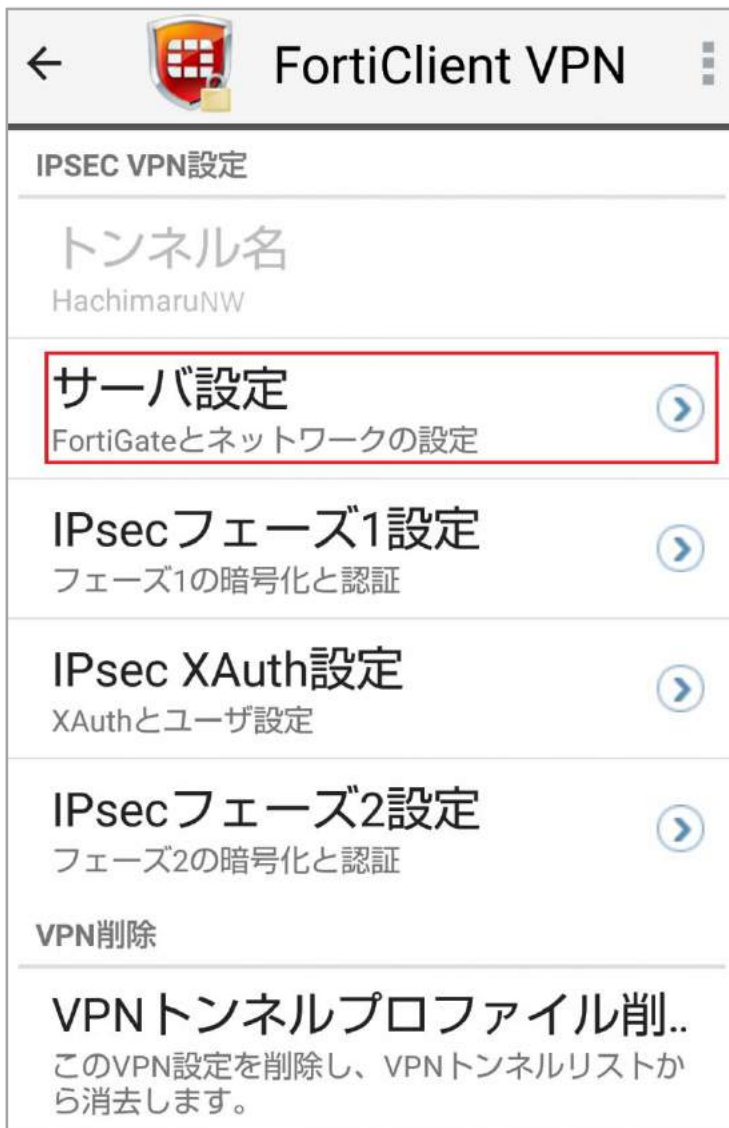 FortiClient VPN
IPSEC VPN設定
トンネル名
HachimaruNW
サーバ設定
FortiGateとネットワークの設定
IPsecフェーズ1設定
フェーズ1の暗号化と認証
IPsec XAuth設定
XAuthとユーザ設定
IPsecフェーズ2設定
フェーズ2の暗号化と認証
VPN削除
VPNトンネルプロファイル削..
このVPN設定を削除し、VPNトンネルリストか
ら消去します。